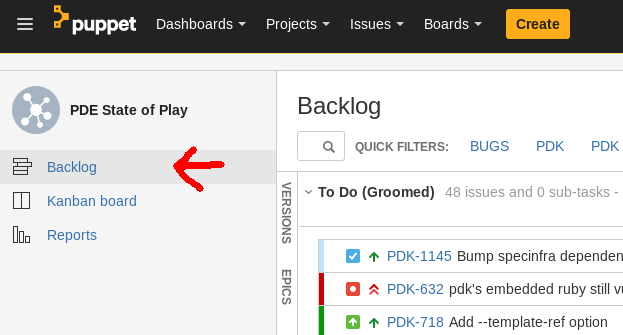 puppet Dashboards Projects Issues Boards Create
PDE State of Play
Backlog
Kanban board
Reports
Backlog
QUICK FILTERS: BUGS PDK PDK
VERSIONS
EPICS
To Do (Groomed) 48 issues and 0 sub-tasks -
PDK-1145 Bump specinfra dependen
PDK-632 pdk's embedded ruby still vu
PDK-718 Add --template-ref option